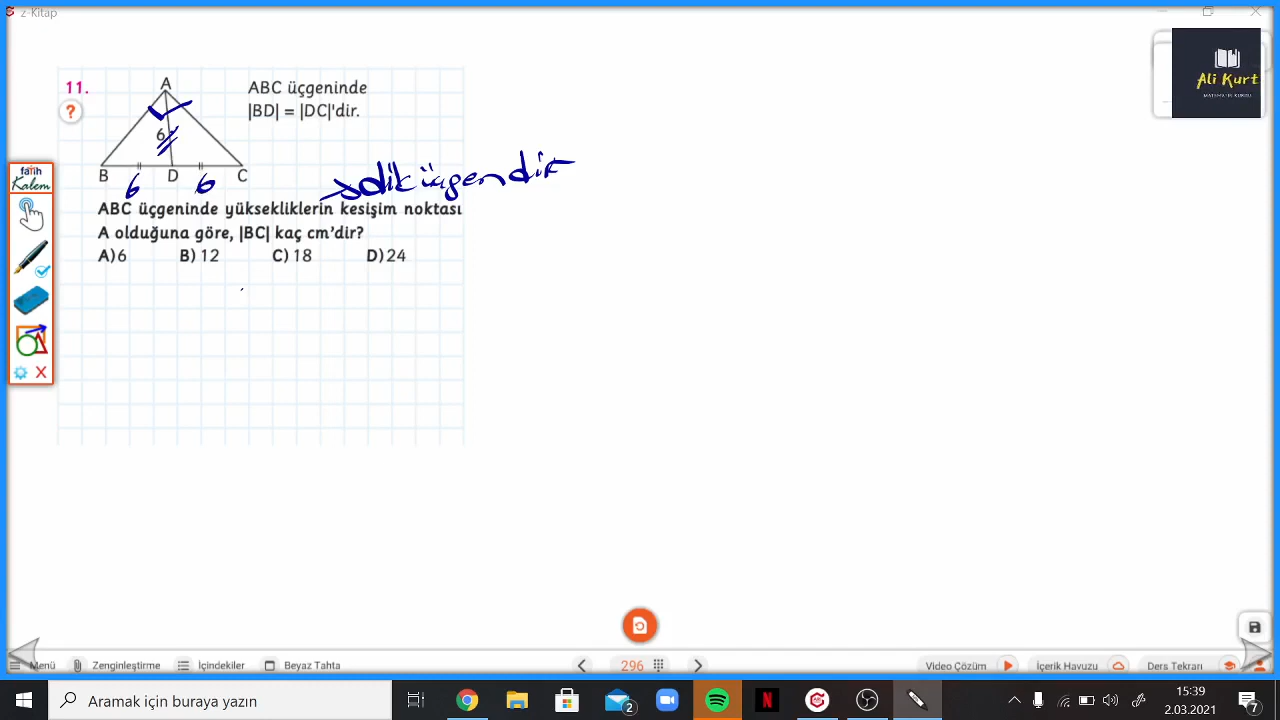 z-Kitap
Ali Kurt
11.
A
ABC üçgeninde
|BD| = |DC|'dir.
?
6
B
D
C
6
6
dik üçgendir
ABC üçgeninde yüksekliklerin kesişim noktası
A olduğuna göre, |BC| kaç cm'dir?
A) 6 B) 12 C) 18 D) 24
fatih
Kalem
Menü Zenginleştirme İçindekiler Beyaz Tahta 296 Video Çözüm İçerik Havuzu Ders Tekrarı
Aramak için buraya yazın
2
15:39
2.03.2021
7